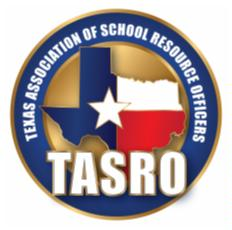 TEXAS ASSOCIATION OF SCHOOL RESOURCE OFFICERS
TASRO